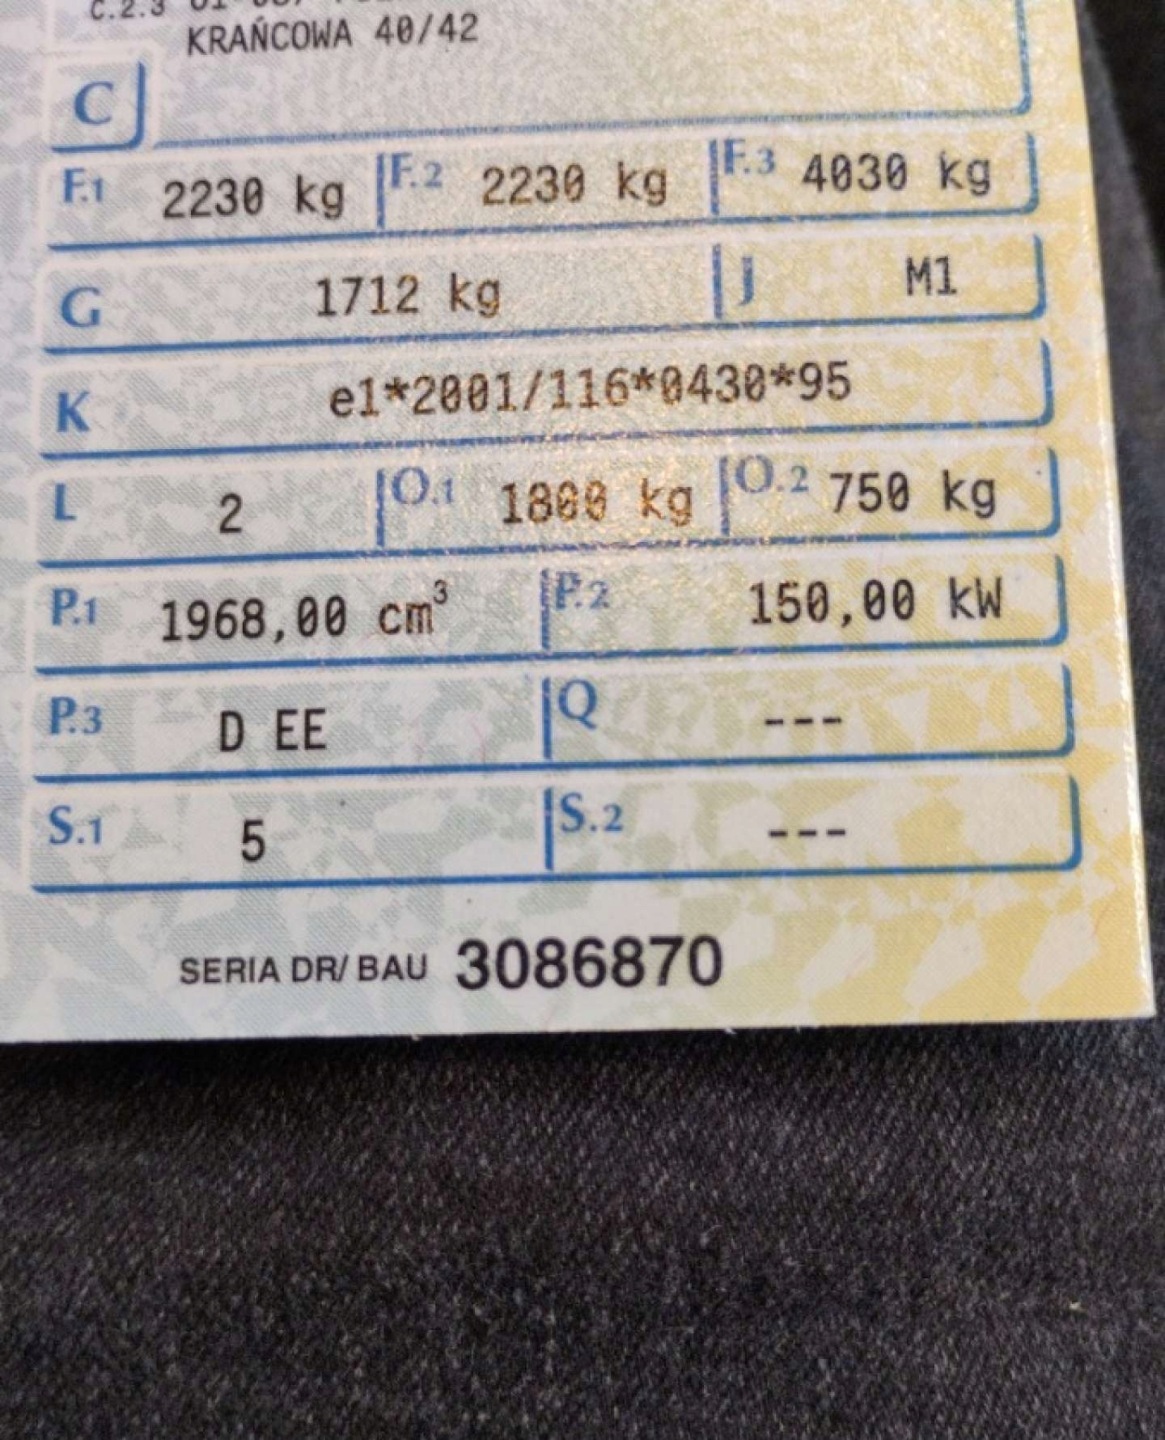 C.2.3
KRAŃCOWA 40/42
C
F.1 2230 kg F.2 2230 kg F.3 4030 kg
G 1712 kg J M1
K e1*2001/116*0430*95
L 2 O.1 1800 kg O.2 750 kg
P.1 1968,00 cm³ P.2 150,00 kW
P.3 D EE Q ---
S.1 5 S.2 ---
SERIA DR/ BAU 3086870